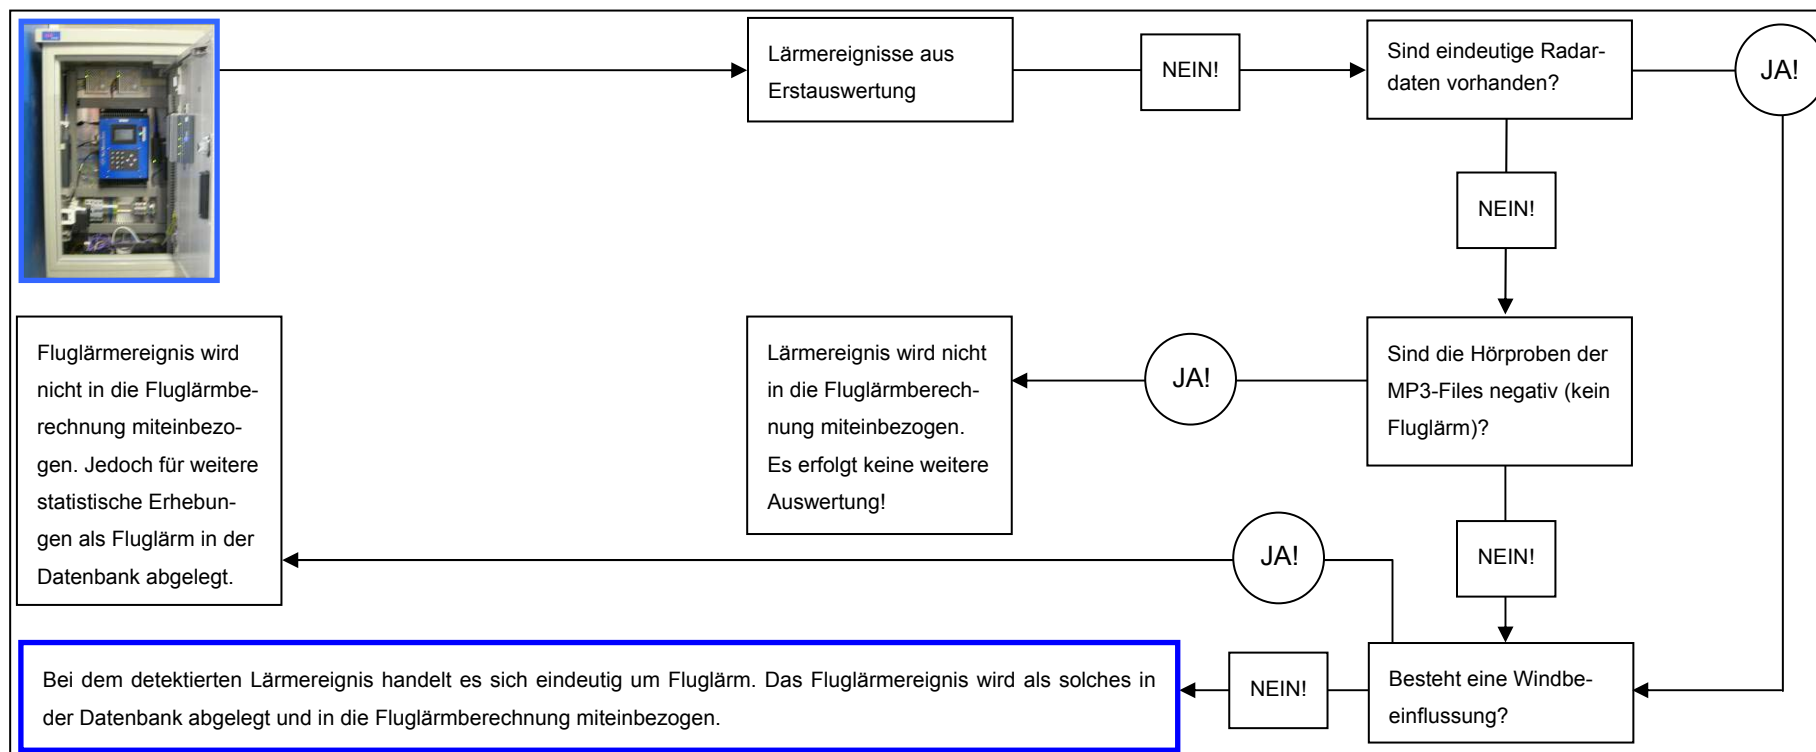 Lärmereignisse aus
Erstauswertung
NEIN!
Sind eindeutige Radar-
daten vorhanden?
JA!
NEIN!
Fluglärmereignis wird
nicht in die Fluglärmbe-
rechnung miteinbezo-
gen. Jedoch für weitere
statistische Erhebun-
gen als Fluglärm in der
Datenbank abgelegt.
Lärmereignis wird nicht
in die Fluglärmberech-
nung miteinbezogen.
Es erfolgt keine weitere
Auswertung!
JA!
Sind die Hörproben der
MP3-Files negativ (kein
Fluglärm)?
JA!
NEIN!
Bei dem detektierten Lärmereignis handelt es sich eindeutig um Fluglärm. Das Fluglärmereignis wird als solches in
der Datenbank abgelegt und in die Fluglärmberechnung miteinbezogen.
NEIN!
Besteht eine Windbe-
einflussung?